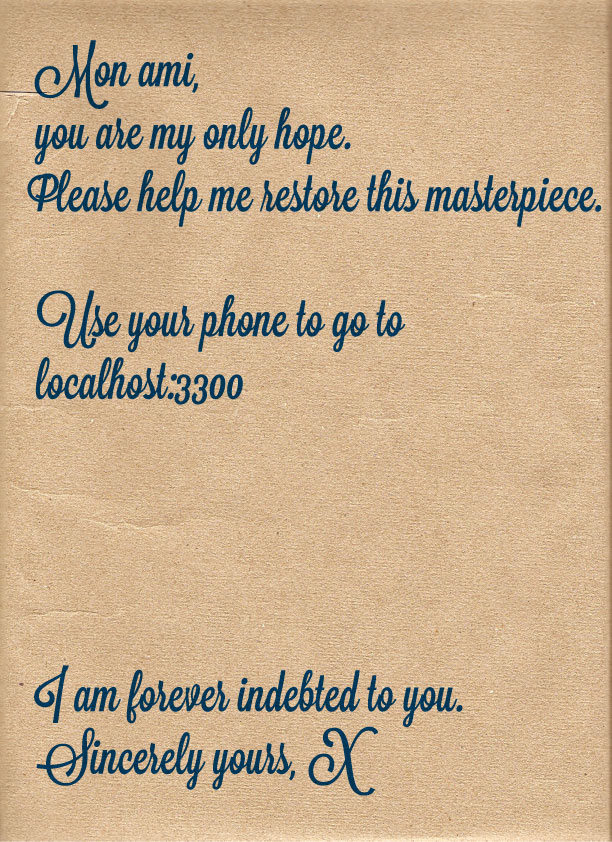 Mon ami,
you are my only hope.
Please help me restore this masterpiece.
Use your phone to go to
localhost:3300
I am forever indebted to you.
Sincerely yours, X